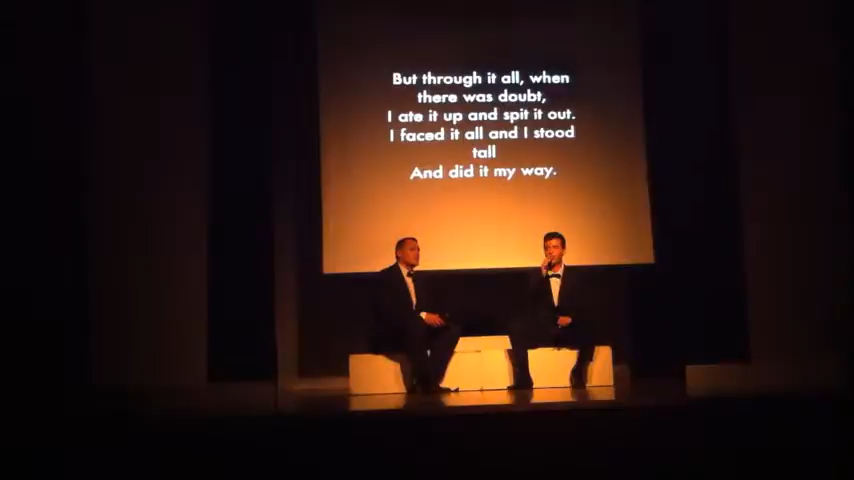 But through it all, when
there was doubt,
I ate it up and spit it out.
I faced it all and I stood
tall
And did it my way.